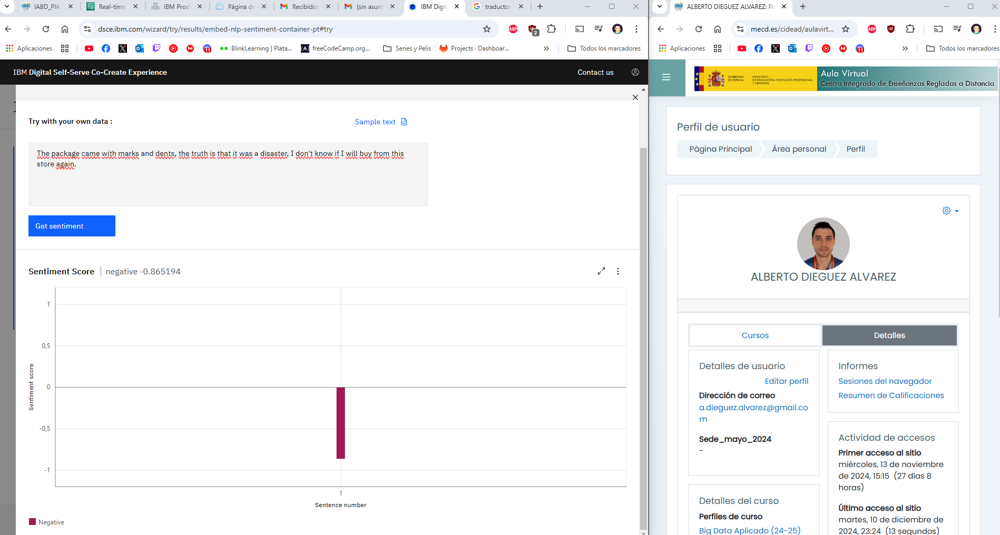 IABD_PIA:
Real-time
IBM Prod
Página de
Recibidos
(sin asunt
IBM Digit
traductor
dsce.ibm.com/wizard/try/results/embed-nlp-sentiment-container-pt#try
ABP
2
Aplicaciones
11
BlinkLearning | Plata...
freeCodeCamp.org...
Series y Pelis
Projects · Dashboar...
Todos los marcadores
IBM Digital Self-Serve Co-Create Experience
Contact us
Try with your own data :
Sample text
The package came with marks and dents, the truth is that it was a disaster, I don't know if I will buy from this
store again.
Get sentiment
Sentiment Score
negative -0.865194
1
0,5
0
-0,5
-1
Sentiment score
1
Sentence number
Negative
ALBERTO DIEGUEZ ALVAREZ: Pe
mecd.es/cidead/aulavirt...
ABP
Aplicaciones
11
Todos los marcadores
GOBIERNO
DE ESPAÑA
MINISTERIO
DE EDUCACIÓN, FORMACIÓN PROFESIONAL
Y DEPORTES
Aula Virtual
Centro Integrado de Enseñanzas Regladas a Distancia
Perfil de usuario
Página Principal
Área personal
Perfil
ALBERTO DIEGUEZ ALVAREZ
Cursos
Detalles
Detalles de usuario
Editar perfil
Dirección de correo
a.dieguez.alvarez@gmail.co
m
Sede_mayo_2024
-
Detalles del curso
Perfiles de curso
Big Data Aplicado (24-25)
Informes
Sesiones del navegador
Resumen de Calificaciones
Actividad de accesos
Primer acceso al sitio
miércoles, 13 de noviembre
de 2024, 15:15 (27 días 8
horas)
Último acceso al sitio
martes, 10 de diciembre de
2024, 23:24 (13 segundos)